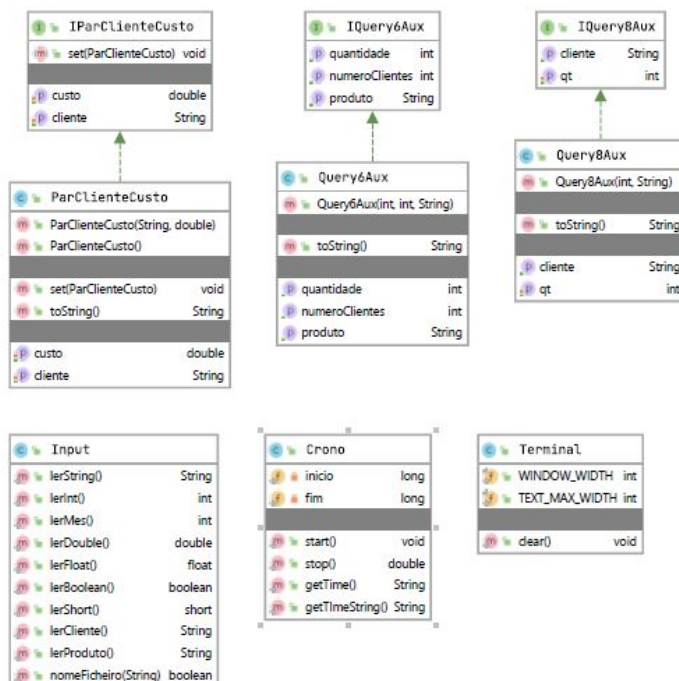 IParClienteCusto
set(ParClienteCusto) void
custo double
cliente String
IQuery6Aux
quantidade int
numeroClientes int
produto String
IQuery8Aux
cliente String
qt int
ParClienteCusto
ParClienteCusto(String, double)
ParClienteCusto()
set(ParClienteCusto) void
toString() String
custo double
cliente String
Query6Aux
Query6Aux(int, int, String)
toString() String
quantidade int
numeroClientes int
produto String
Query8Aux
Query8Aux(int, String)
toString() String
cliente String
qt int
Input
lerString() String
lerInt() int
lerMes() int
lerDouble() double
lerFloat() float
lerBoolean() boolean
lerShort() short
lerCliente() String
lerProduto() String
nomeFicheiro(String) boolean
Crono
inicio long
fim long
start() void
stop() double
getTime() String
getTImeString() String
Terminal
WINDOW_WIDTH int
TEXT_MAX_WIDTH int
clear() void